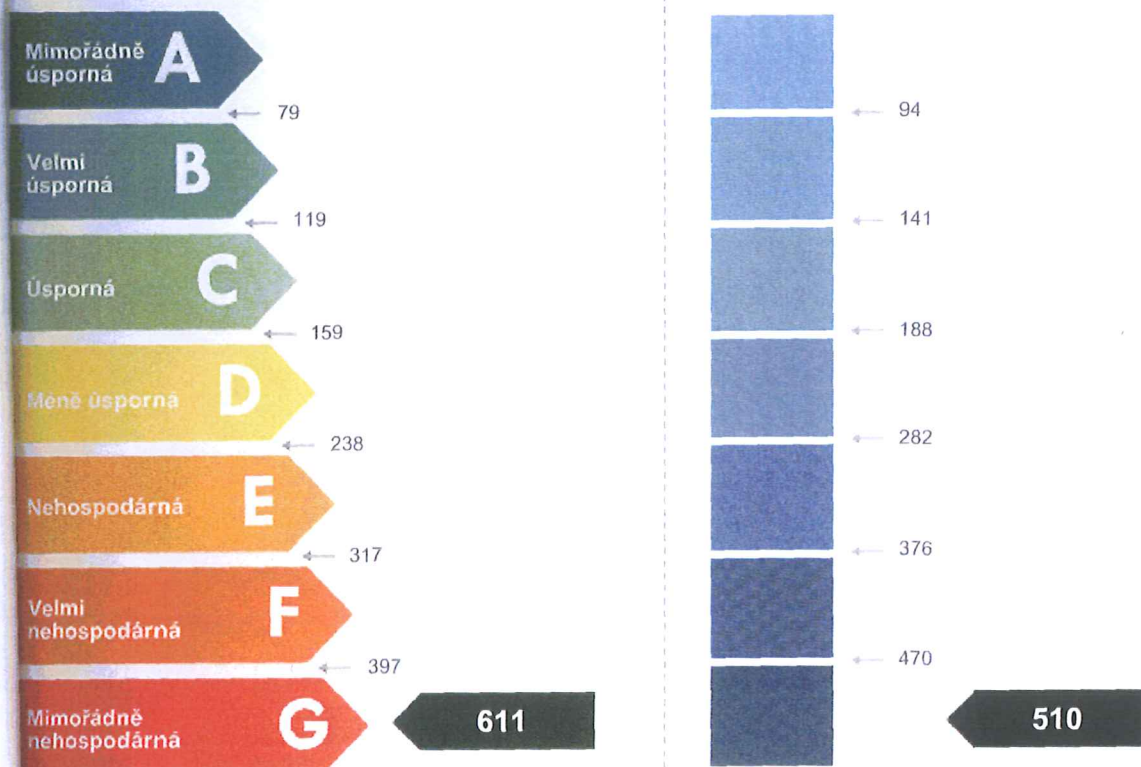 Mimořádně
úsporná
A
79
Velmi
úsporná
B
119
Úsporná
C
159
Méně úsporná
D
238
Nehospodárná
E
317
Velmi
nehospodárná
F
397
Mimořádně
nehospodárná
G
611
94
141
188
282
376
470
510